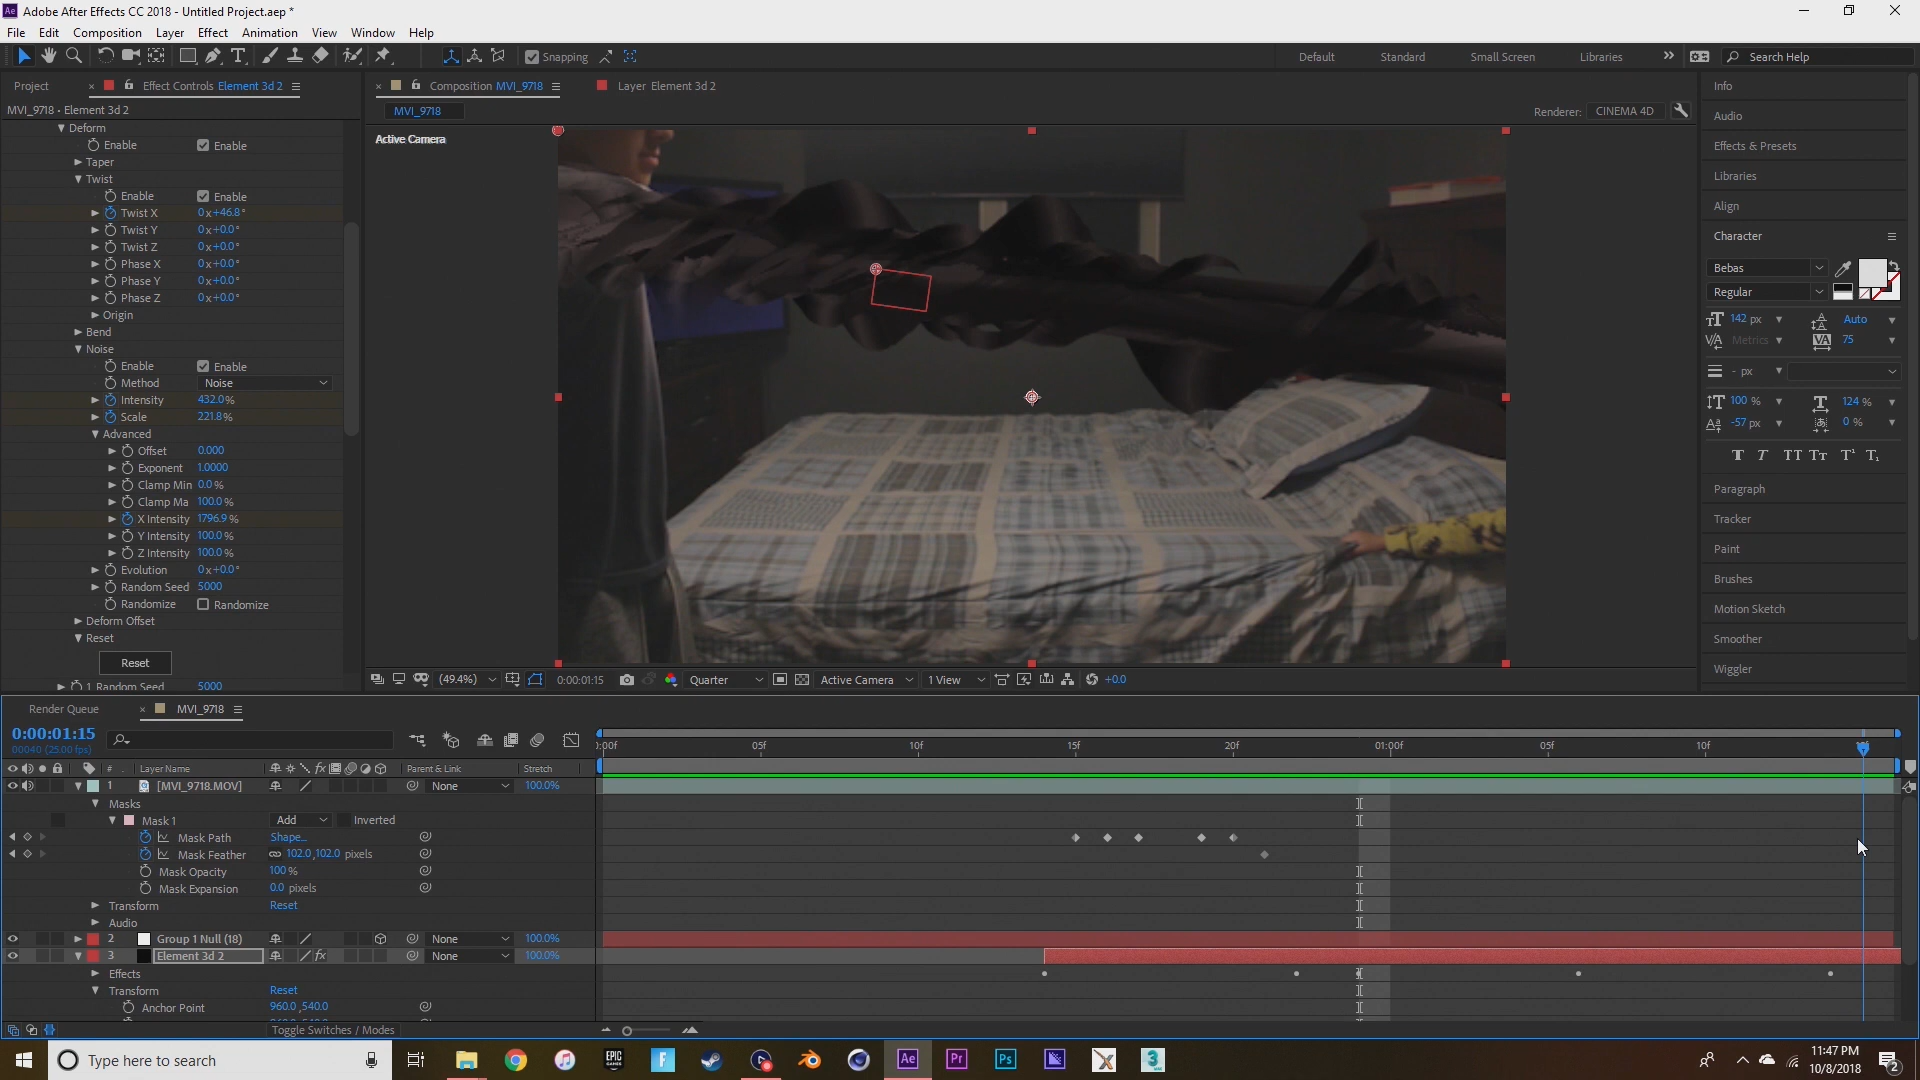 Adobe After Effects CC 2018 - Untitled Project.aep *
File Edit Composition Layer Effect Animation View Window Help
Snapping
Default Standard Small Screen Libraries
Search Help
Project
Effect Controls Element 3d 2
MVI_9718 • Element 3d 2
Deform
Enable Enable
Taper
Twist
Enable Enable
Twist X 0x+46.8°
Twist Y 0x+0.0°
Twist Z 0x+0.0°
Phase X 0x+0.0°
Phase Y 0x+0.0°
Phase Z 0x+0.0°
Origin
Bend
Noise
Enable Enable
Method Noise
Intensity 432.0%
Scale 221.8%
Advanced
Offset 0.000
Exponent 1.0000
Clamp Min 0.0%
Clamp Ma 100.0%
X Intensity 1796.9%
Y Intensity 100.0%
Z Intensity 100.0%
Evolution 0x+0.0°
Random Seed 5000
Randomize Randomize
Deform Offset
Reset
Reset
1. Random Seed 5000
Composition MVI_9718
Layer Element 3d 2
MVI_9718
Renderer: CINEMA 4D
Active Camera
(49.4%) 0:00:01:15 Quarter Active Camera 1 View +0.0
Info
Audio
Effects & Presets
Libraries
Align
Character
Bebas
Regular
142 px Auto
Metrics 75
- px
100 % 124 %
-57 px 0 %
Paragraph
Tracker
Paint
Brushes
Motion Sketch
Smoother
Wiggler
Render Queue MVI_9718
0:00:01:15
00040 (25.00 fps)
# Layer Name Parent & Link Stretch
):00f 05f 10f 15f 20f 01:00f 05f 10f
1 [MVI_9718.MOV] None 100.0%
Masks
Mask 1 Add Inverted
Mask Path Shape...
Mask Feather 102.0,102.0 pixels
Mask Opacity 100%
Mask Expansion 0.0 pixels
Transform Reset
Audio
2 Group 1 Null (18) None 100.0%
3 Element 3d 2 None 100.0%
Effects
Transform Reset
Anchor Point 960.0,540.0
Toggle Switches / Modes
Type here to search
11:47 PM
10/8/2018
2